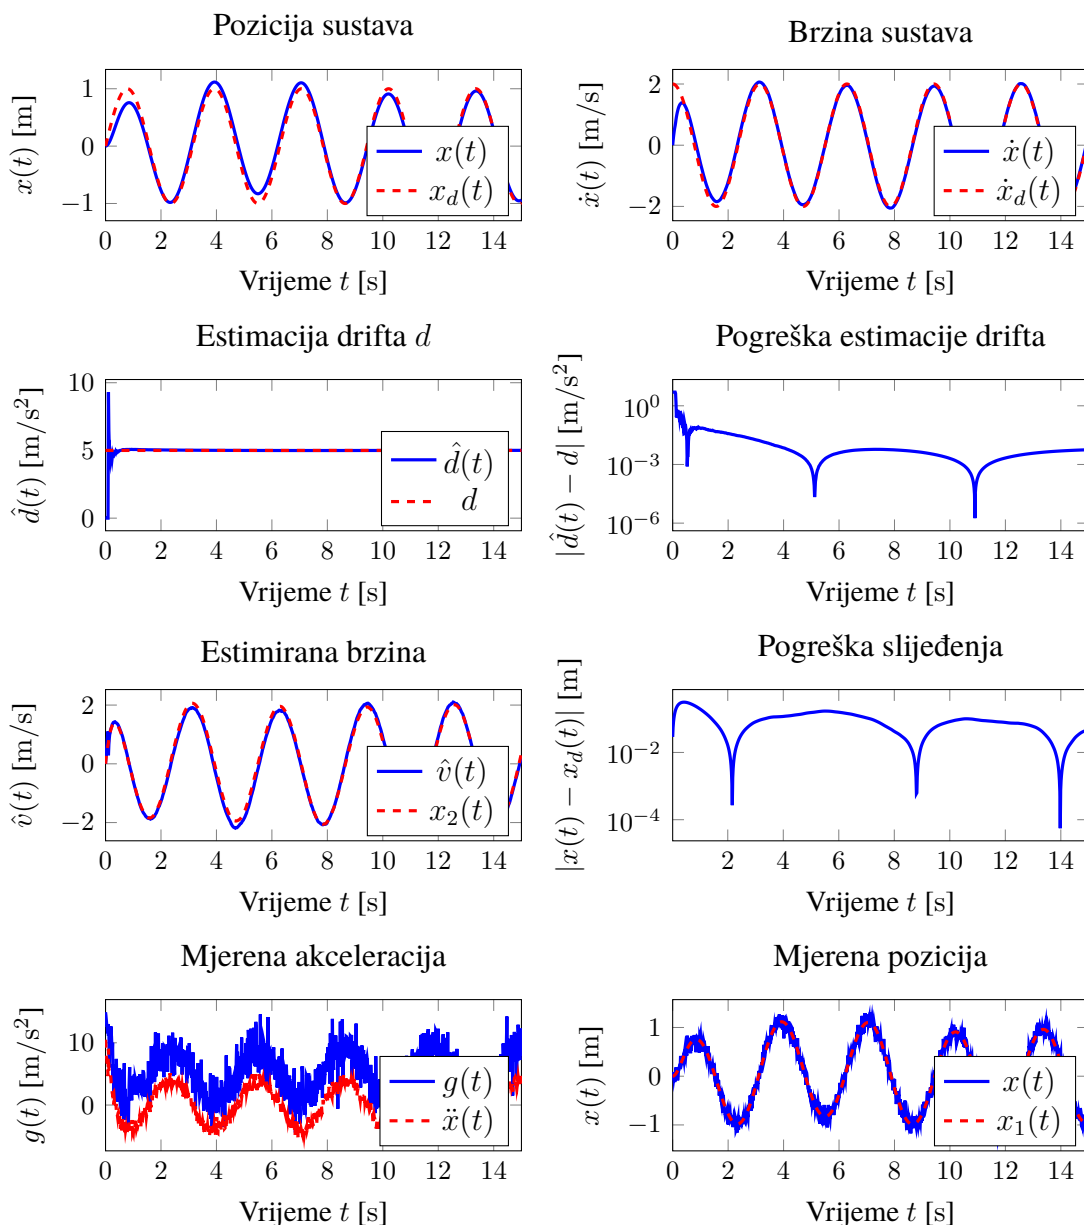 Pozicija sustava
x(t) [m]
1
0
−1
0 2 4 6 8 10 12 14
x(t)
x_d(t)
Vrijeme t [s]
Brzina sustava
ẋ(t) [m/s]
2
0
−2
0 2 4 6 8 10 12 14
ẋ(t)
ẋ_d(t)
Vrijeme t [s]
Estimacija drifta d
d̂(t) [m/s²]
10
5
0
0 2 4 6 8 10 12 14
d̂(t)
d
Vrijeme t [s]
Pogreška estimacije drifta
|d̂(t) − d| [m/s²]
10⁰
10⁻³
10⁻⁶
0 2 4 6 8 10 12 14
Vrijeme t [s]
Estimirana brzina
v̂(t) [m/s]
2
0
−2
0 2 4 6 8 10 12 14
v̂(t)
x₂(t)
Vrijeme t [s]
Pogreška slijeđenja
|x(t) − x_d(t)| [m]
10⁻²
10⁻⁴
2 4 6 8 10 12 14
Vrijeme t [s]
Mjerena akceleracija
g(t) [m/s²]
10
0
0 2 4 6 8 10 12 14
g(t)
ẍ(t)
Vrijeme t [s]
Mjerena pozicija
x(t) [m]
1
0
−1
0 2 4 6 8 10 12 14
x(t)
x₁(t)
Vrijeme t [s]